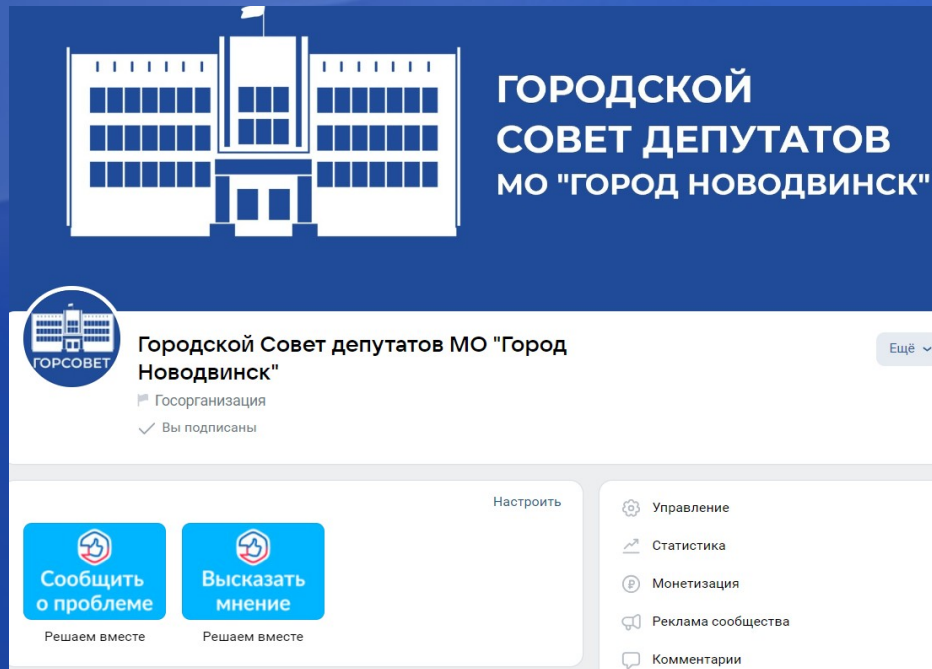 ГОРОДСКОЙ
СОВЕТ ДЕПУТАТОВ
МО "ГОРОД НОВОДВИНСК"
ГОРСОВЕТ
Городской Совет депутатов МО "Город
Новодвинск"
Госорганизация
Вы подписаны
Ещё
Настроить
Сообщить
о проблеме
Решаем вместе
Высказать
мнение
Решаем вместе
Управление
Статистика
Монетизация
Реклама сообщества
Комментарии